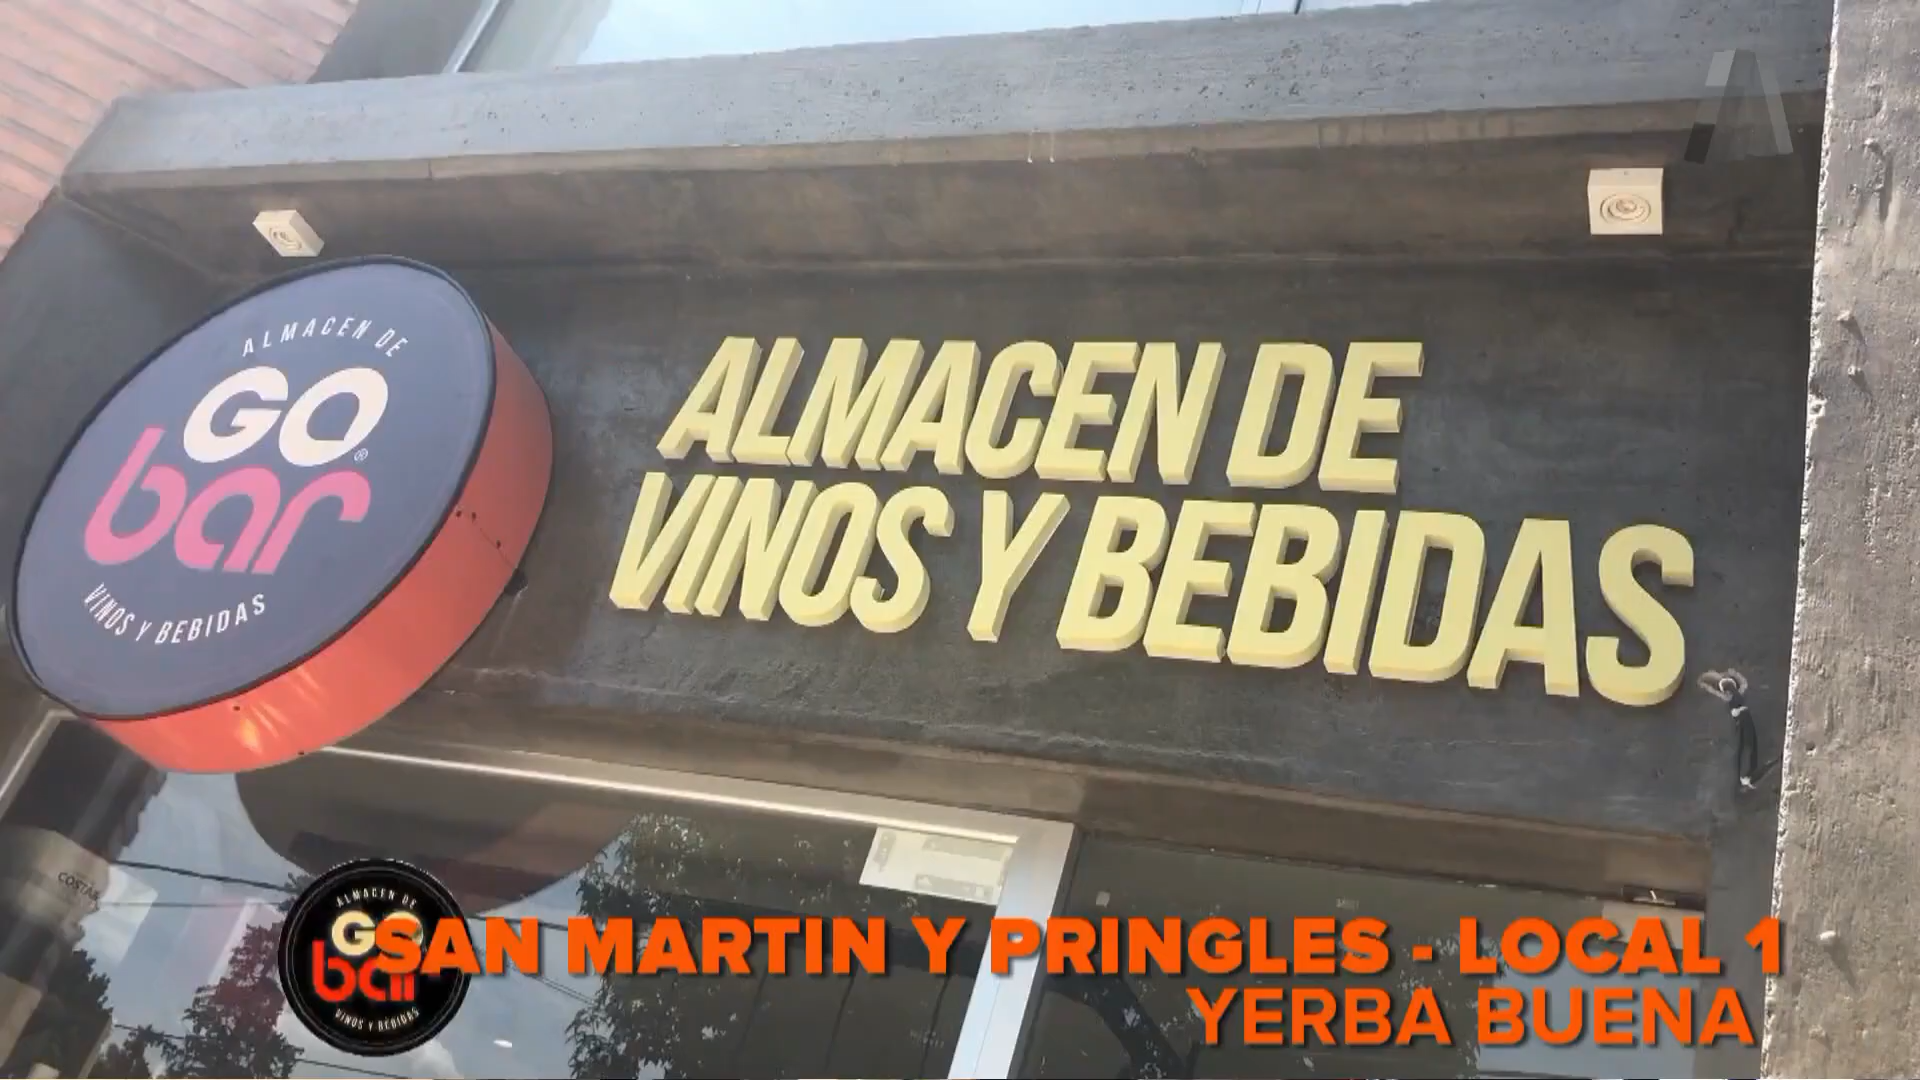 ALMACEN DE
GO
bar®
VINOS Y BEBIDAS
ALMACEN DE
VINOS Y BEBIDAS
COSTA
ALMACEN DE
GO
bar
VINOS Y BEBIDAS
SAN MARTIN Y PRINGLES - LOCAL 1
YERBA BUENA